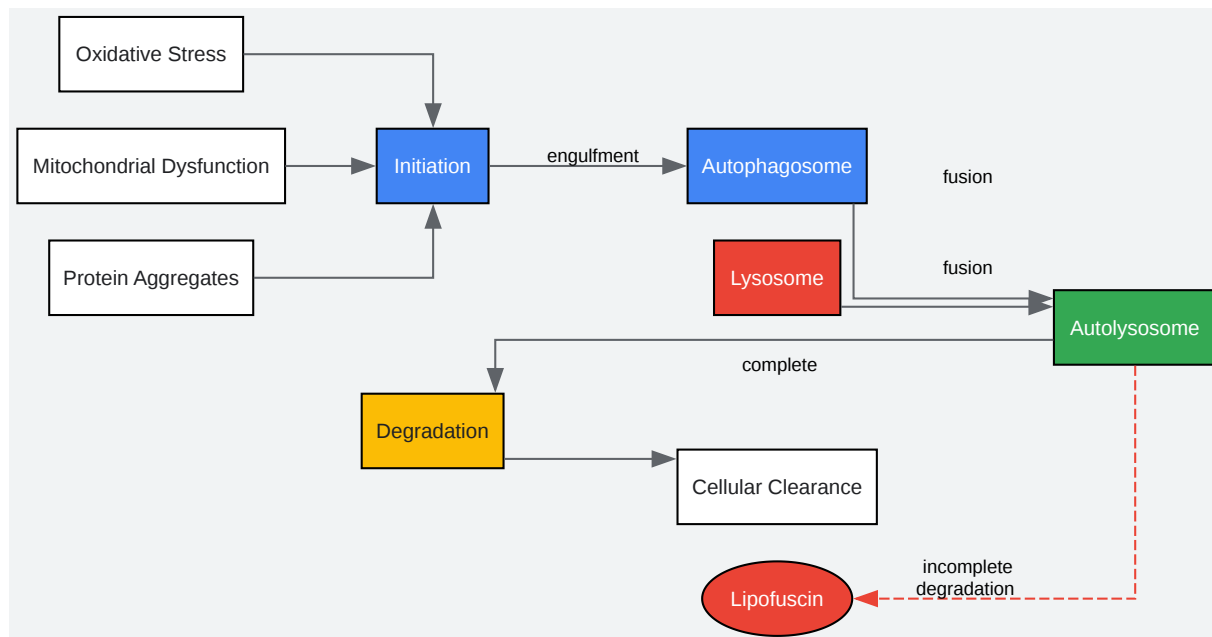 Oxidative Stress
Mitochondrial Dysfunction
Initiation
engulfment
Autophagosome
fusion
Protein Aggregates
Lysosome
fusion
Autolysosome
complete
Degradation
Cellular Clearance
incomplete
degradation
Lipofuscin